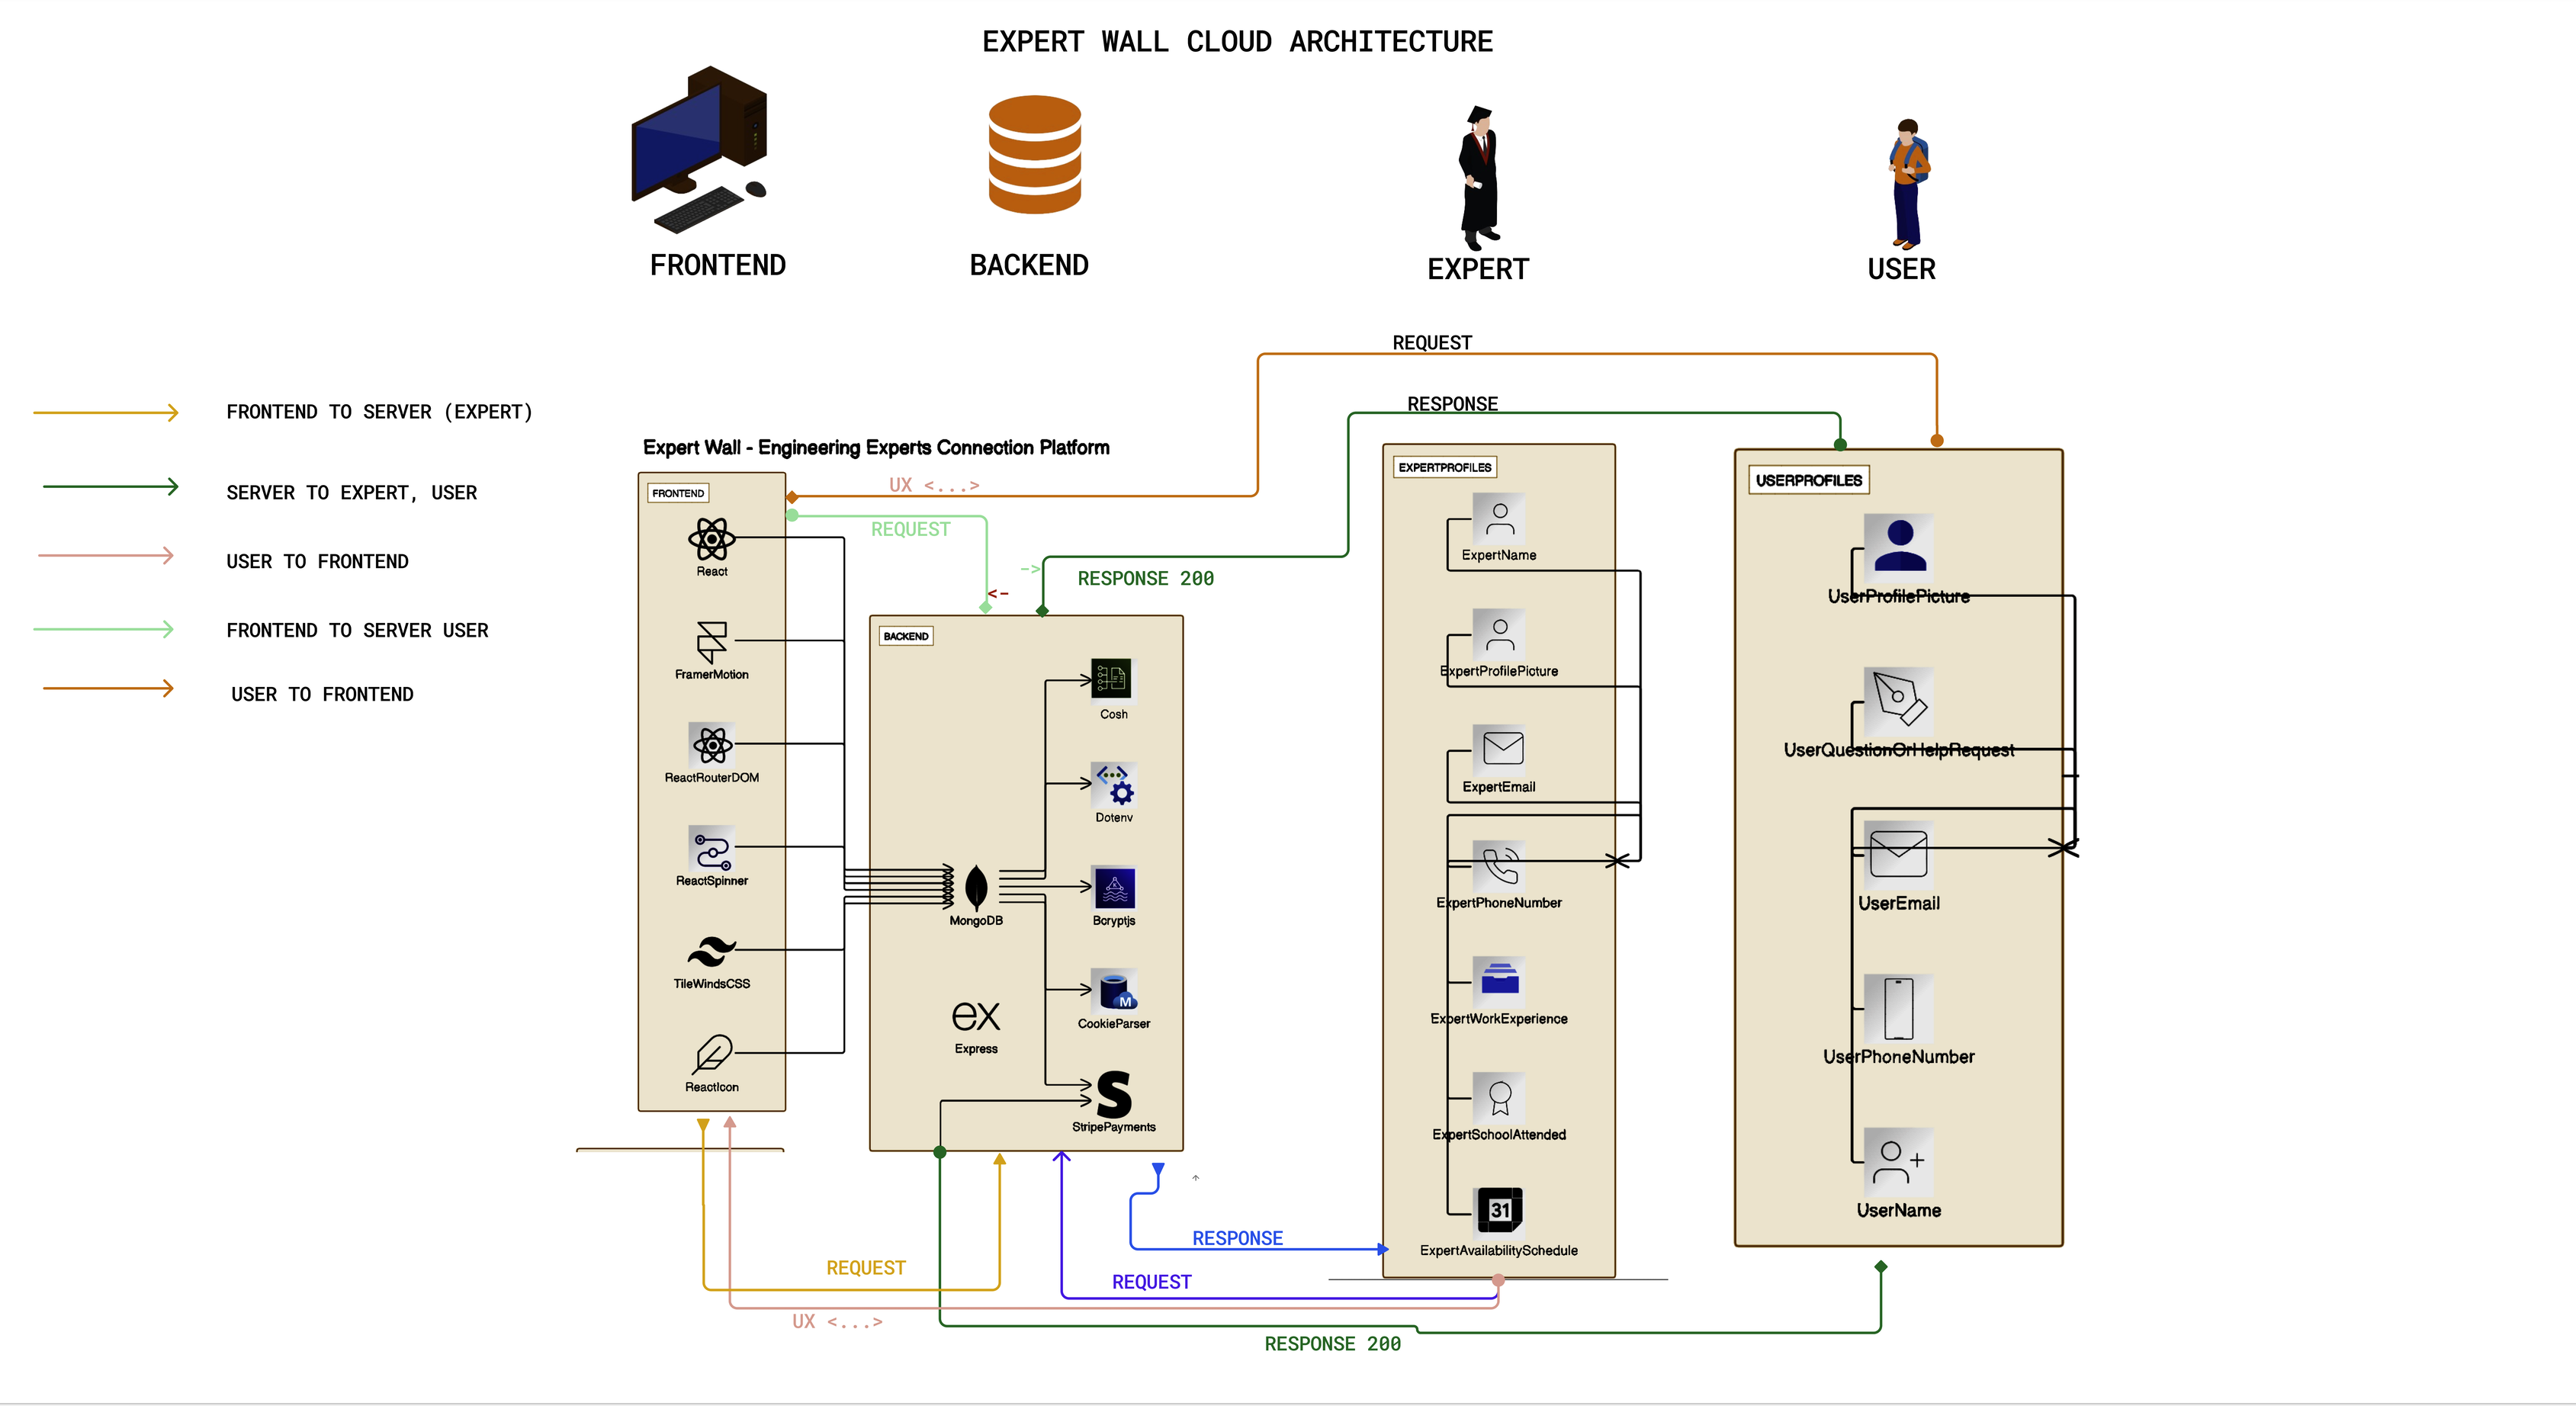 EXPERT WALL CLOUD ARCHITECTURE
FRONTEND
BACKEND
EXPERT
USER
REQUEST
RESPONSE
FRONTEND TO SERVER (EXPERT)
SERVER TO EXPERT, USER
USER TO FRONTEND
FRONTEND TO SERVER USER
USER TO FRONTEND
Expert Wall - Engineering Experts Connection Platform
UX <...>
REQUEST
->
<-
RESPONSE 200
FRONTEND
React
FramerMotion
ReactRouterDOM
ReactSpinner
TileWindsCSS
ReactIcon
BACKEND
Cosh
Dotenv
Bcryptjs
MongoDB
CookieParser
ex
Express
StripePayments
EXPERTPROFILES
ExpertName
ExpertProfilePicture
ExpertEmail
ExpertPhoneNumber
ExpertWorkExperience
ExpertSchoolAttended
31
ExpertAvailabilitySchedule
USERPROFILES
UserProfilePicture
UserQuestionOrHelpRequest
UserEmail
UserPhoneNumber
UserName
RESPONSE
REQUEST
REQUEST
UX <...>
RESPONSE 200